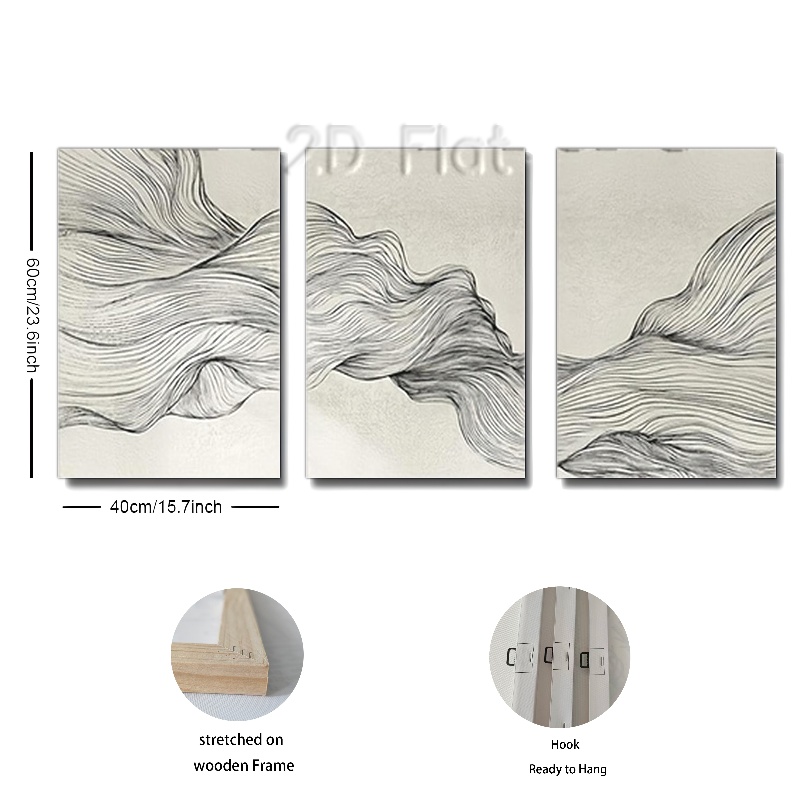 2D Flat
60cm/23.6inch
40cm/15.7inch
stretched on
wooden Frame
Hook
Ready to Hang